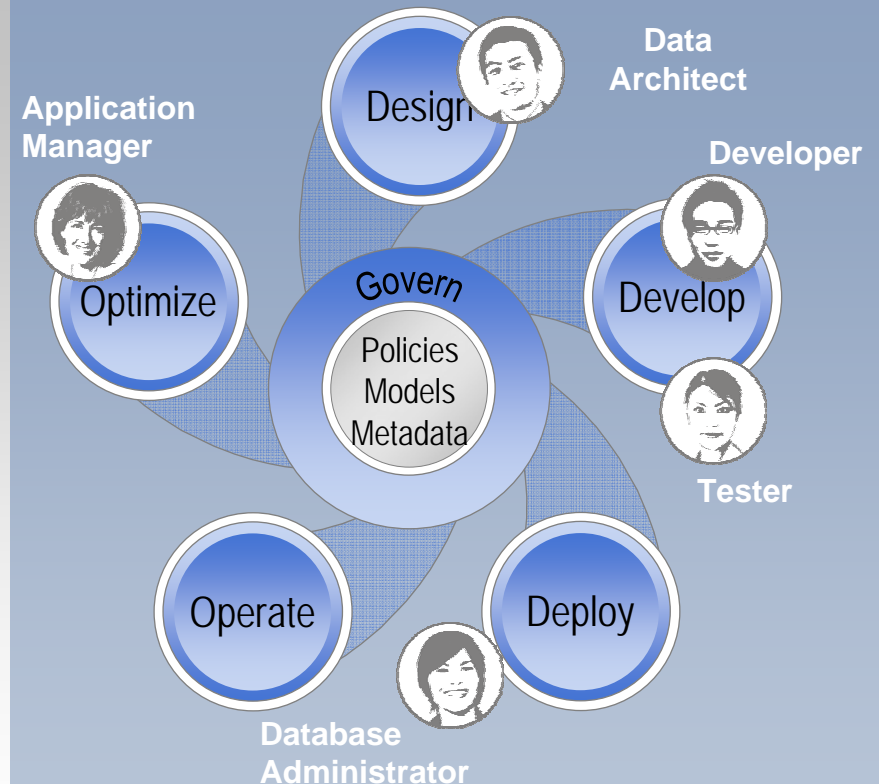 Data
Architect
Design
Application
Manager
Developer
Optimize
Govern
Develop
Policies
Models
Metadata
Tester
Operate
Deploy
Database
Administrator